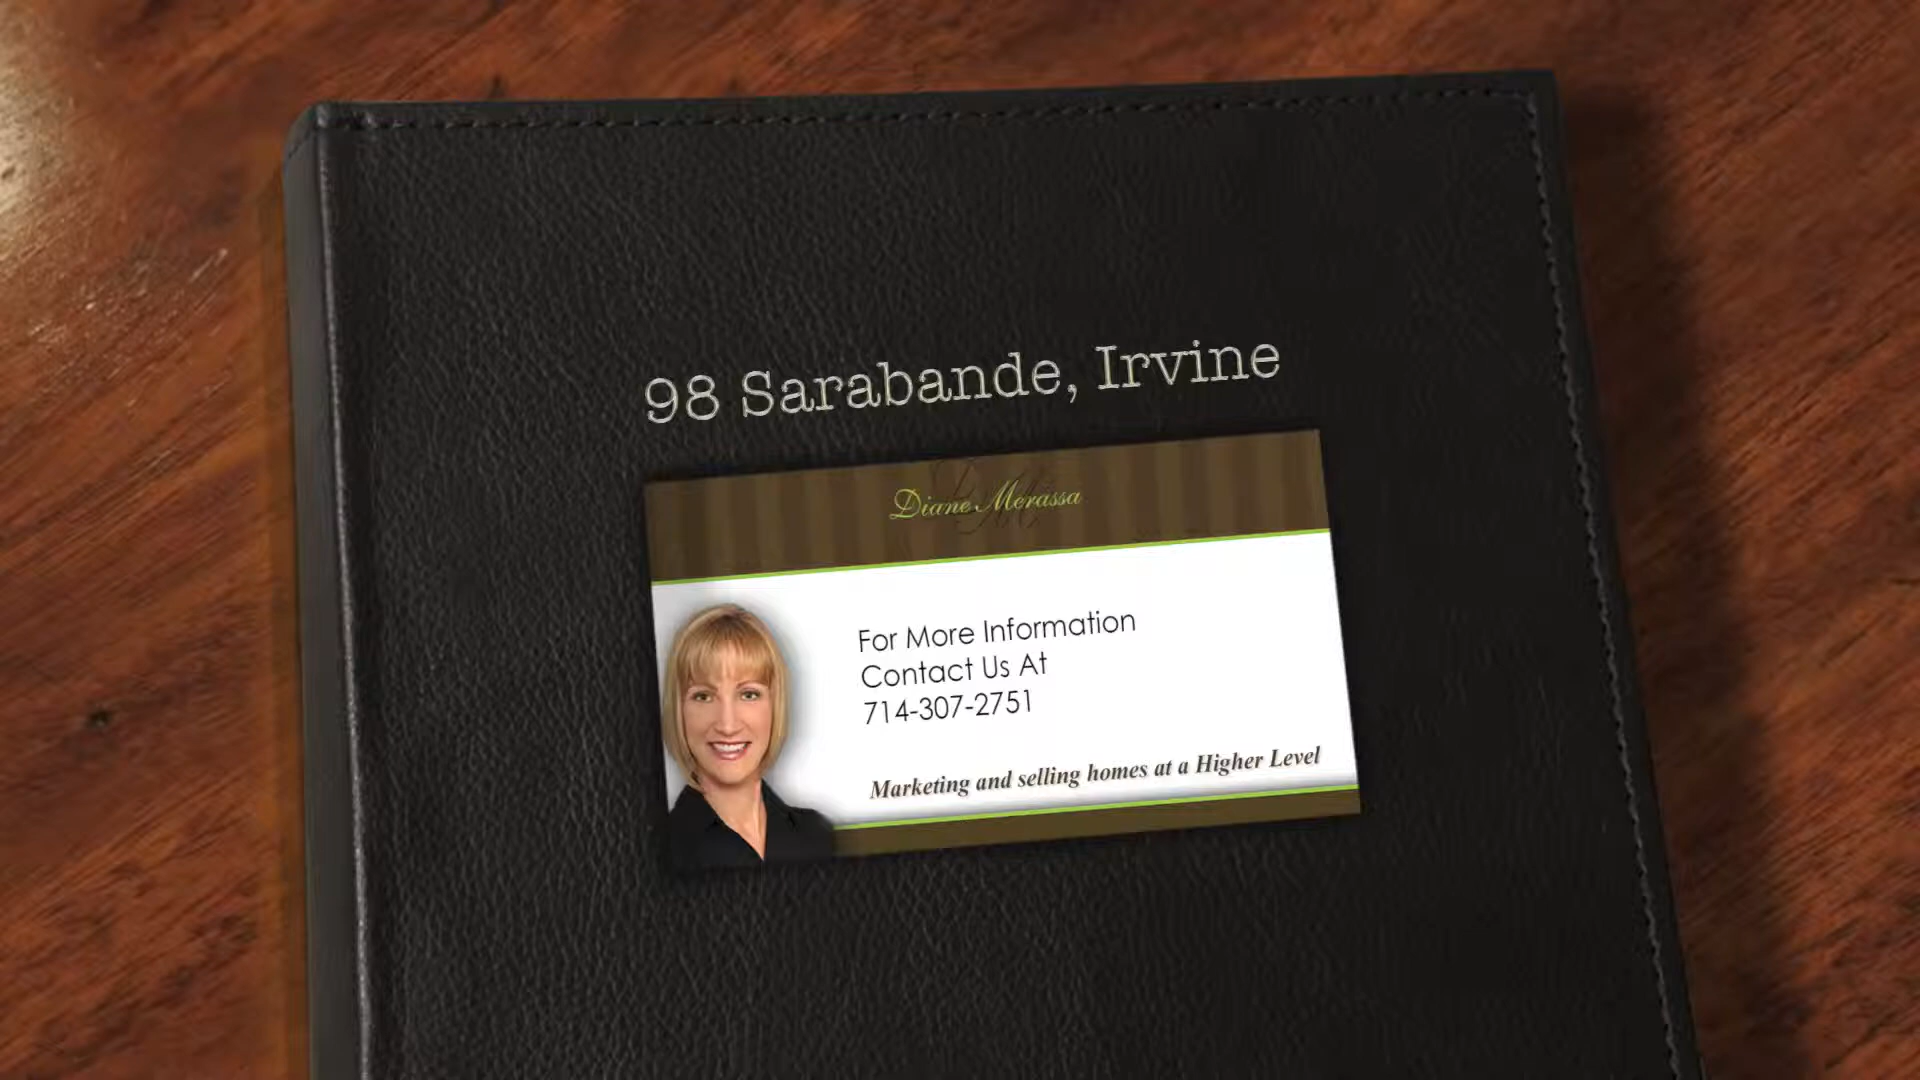 98 Sarabande, Irvine
Diane Merassa
For More Information
Contact Us At
714-307-2751
Marketing and selling homes at a Higher Level